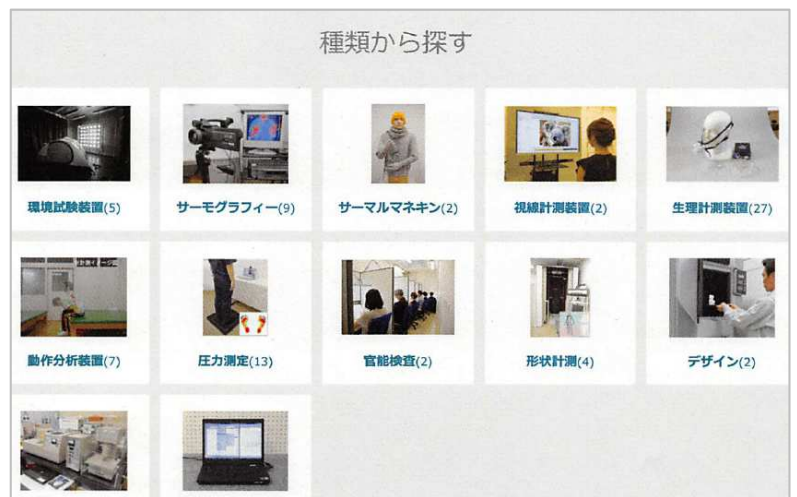 種類から探す
環境試験装置(5)
サーモグラフィー(9)
サーマルマネキン(2)
視線計測装置(2)
生理計測装置(27)
動作分析装置(7)
圧力測定(13)
官能検査(2)
形状計測(4)
デザイン(2)